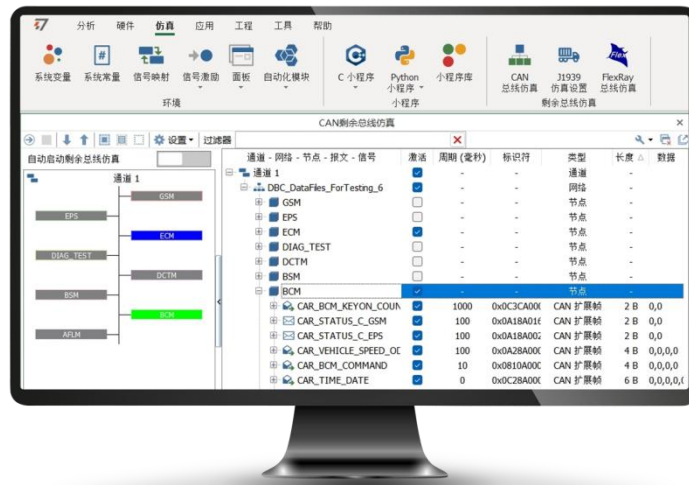 分析 硬件 仿真 应用 工程 工具 帮助
系统变量 系统常量 信号映射 信号激励 面板 自动化模块 C 小程序 Python 小程序 小程序库 CAN 总线仿真 J1939 仿真设置 FlexRay 总线仿真
环境 小程序 剩余总线仿真
CAN剩余总线仿真
设置 过滤器
自动启动剩余总线仿真
通道 1
GSM
EPS
ECM
DIAG_TEST
DCTM
BSM
BCM
AFLM
通道 - 网络 - 节点 - 报文 - 信号 激活 周期 (毫秒) 标识符 类型 长度 数据
通道 1 - - 通道 -
DBC_DataFiles_ForTesting_6 - - 网络 -
GSM - - 节点 -
EPS - - 节点 -
ECM - - 节点 -
DIAG_TEST - - 节点 -
DCTM - - 节点 -
BSM - - 节点 -
BCM - - 节点 -
CAR_BCM_KEYON_COUN 1000 0x0C3CA00( CAN 扩展帧 2 B 0,0
CAR_STATUS_C_GSM 100 0x0A18A01( CAN 扩展帧 2 B 0,0
CAR_STATUS_C_EPS 100 0x0A18A00( CAN 扩展帧 2 B 0,0
CAR_VEHICLE_SPEED_O 100 0x0A28A00( CAN 扩展帧 4 B 0,0,0,0
CAR_BCM_COMMAND 10 0x0810A00( CAN 扩展帧 4 B 0,0,0,0
CAR_TIME_DATE 0 0x0C28A00( CAN 扩展帧 6 B 0,0,0,0,(